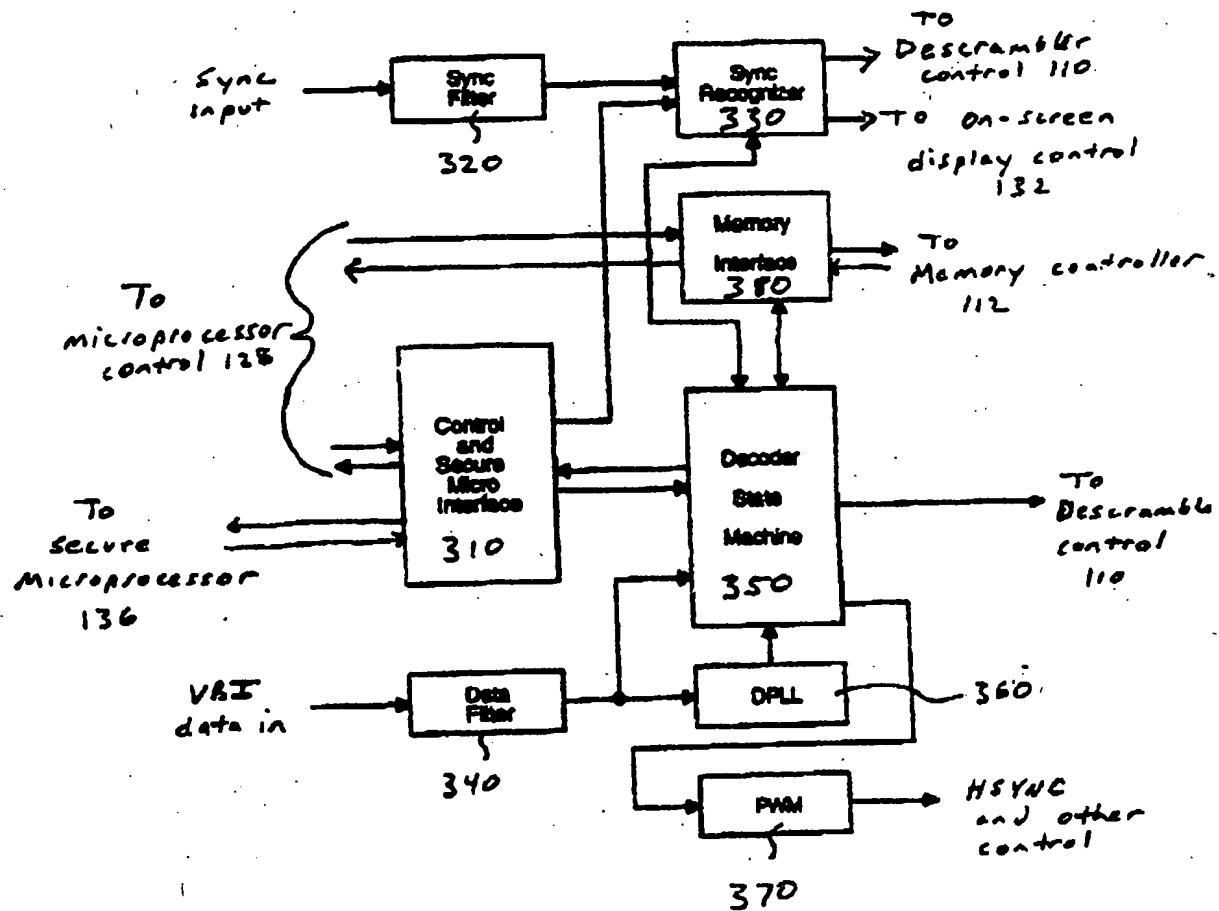 Sync
input
Sync
Filter
320
Sync
Recognizer
330
To
Descrambler
control 110
To on-screen
display control
132
Memory
Interface
380
To
Memory controller
112
To
microprocessor
control 128
Control
and
Secure
Micro
Interface
310
To
Secure
Microprocessor
136
Decoder
State
Machine
350
To
Descramble
control
110
VBI
data in
Data
Filter
340
DPLL
360
PWM
370
HSYNC
and other
control